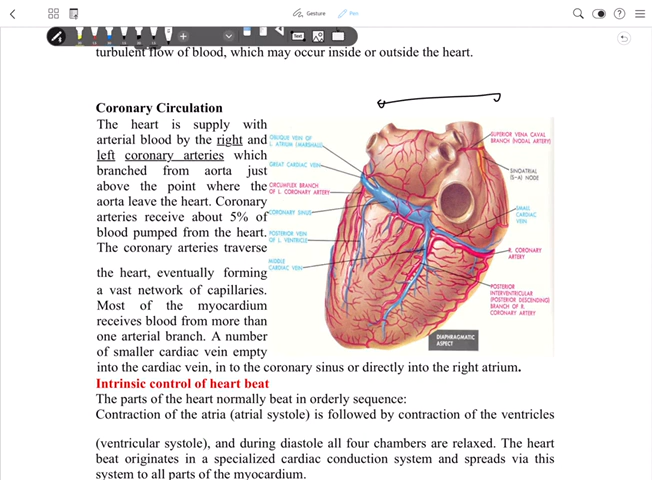 Gesture
Pen
Text
turbulent flow of blood, which may occur inside or outside the heart.
Coronary Circulation
The heart is supply with
arterial blood by the right and
left coronary arteries which
branched from aorta just
above the point where the
aorta leave the heart. Coronary
arteries receive about 5% of
blood pumped from the heart.
The coronary arteries traverse
the heart, eventually forming
a vast network of capillaries.
Most of the myocardium
receives blood from more than
one arterial branch. A number
of smaller cardiac vein empty
into the cardiac vein, in to the coronary sinus or directly into the right atrium.
OBLIQUE VEIN OF
L. ATRIUM (MARSHALL)
GREAT CARDIAC VEIN
CIRCUMFLEX BRANCH
OF L. CORONARY ARTERY
CORONARY SINUS
POSTERIOR VEIN
OF L. VENTRICLE
MIDDLE
CARDIAC VEIN
SUPERIOR VENA CAVAL
BRANCH (NODAL ARTERY)
SINOATRIAL
(S-A) NODE
SMALL
CARDIAC
VEIN
R. CORONARY
ARTERY
POSTERIOR
INTERVENTRICULAR
(POSTERIOR DESCENDING)
BRANCH OF R.
CORONARY ARTERY
DIAPHRAGMATIC
ASPECT
Intrinsic control of heart beat
The parts of the heart normally beat in orderly sequence:
Contraction of the atria (atrial systole) is followed by contraction of the ventricles
(ventricular systole), and during diastole all four chambers are relaxed. The heart
beat originates in a specialized cardiac conduction system and spreads via this
system to all parts of the myocardium.